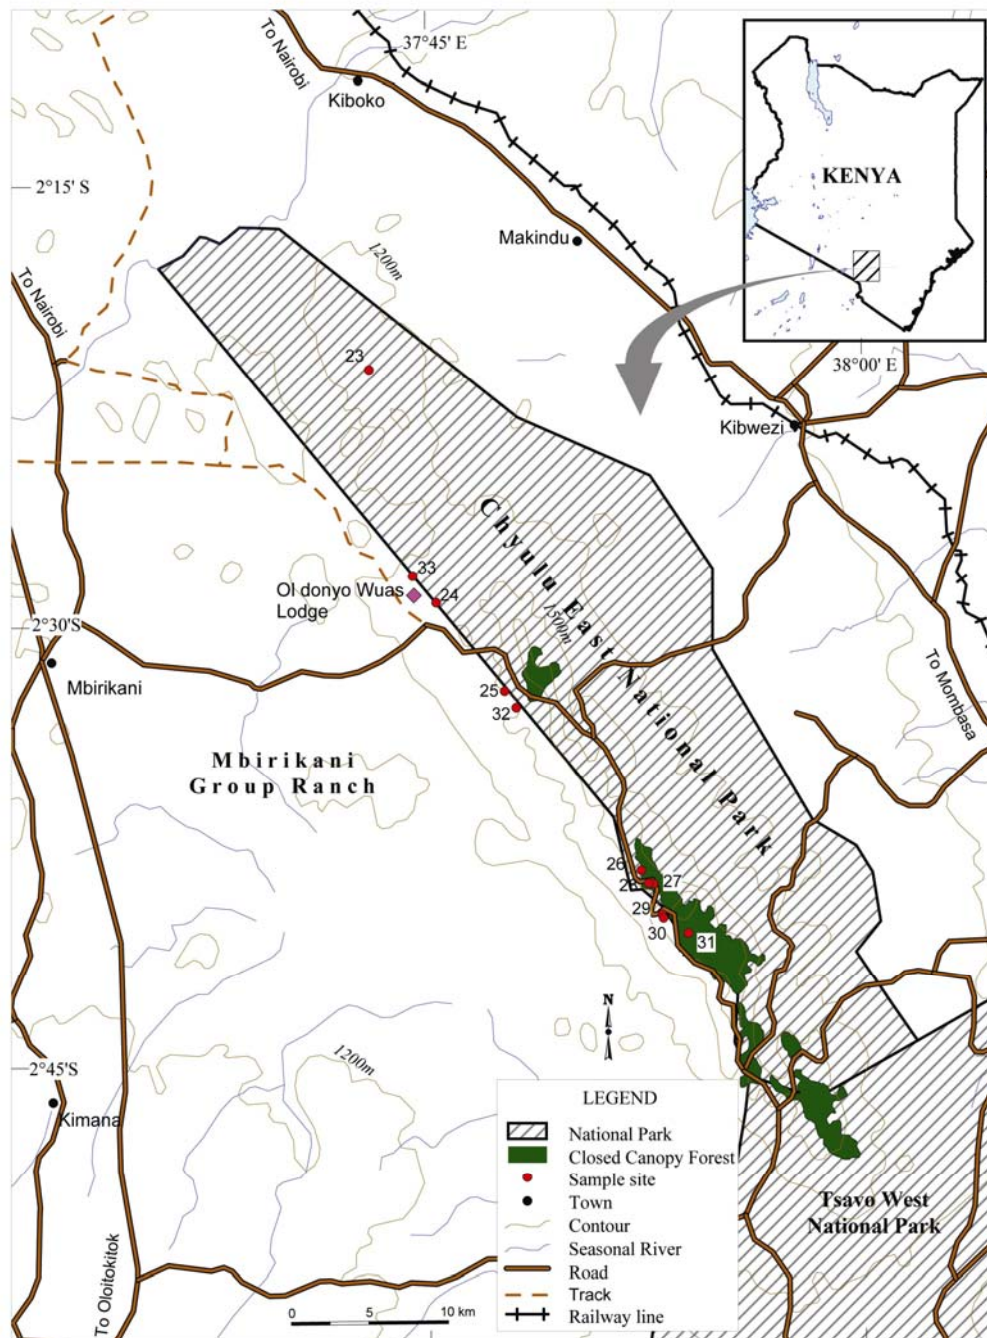 To Nairobi
37°45' E
Kiboko
2°15' S
KENYA
Makindu
1200m
To Nairobi
38°00' E
23
Kibwezi
Chyulu East National Park
33
Ol donyo Wuas
Lodge
24
1500m
2°30'S
Mbirikani
25
32
To Mombasa
Mbirikani
Group Ranch
26
28
27
29
30
31
N
1200m
2°45' S
Kimana
LEGEND
National Park
Closed Canopy Forest
Sample site
Town
Contour
Seasonal River
Road
Track
Railway line
Tsavo West
National Park
To Oloitokitok
0 5 10 km